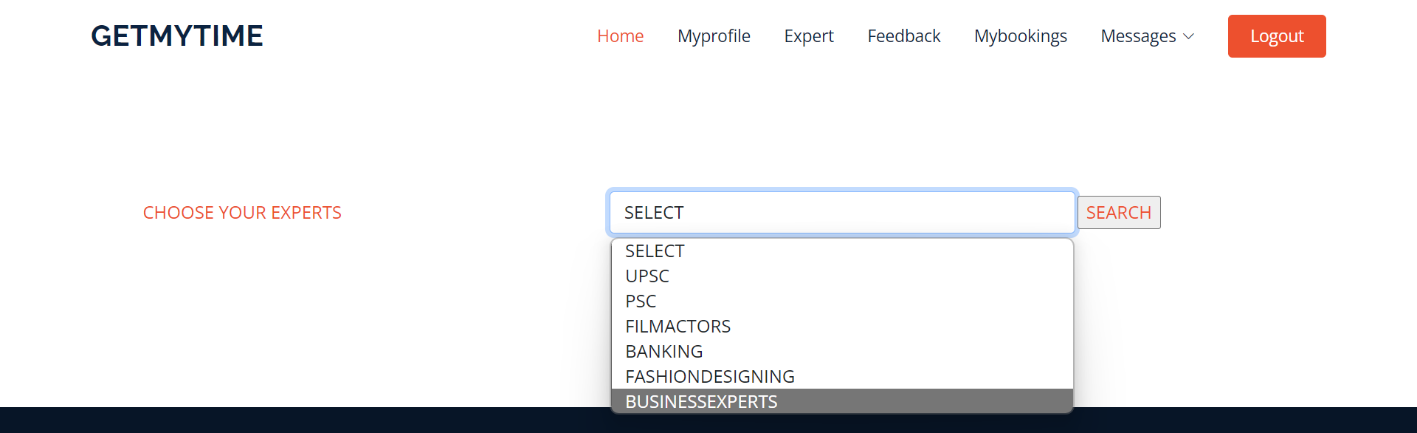 GETMYTIME Home Myprofile Expert Feedback Mybookings Messages Logout
CHOOSE YOUR EXPERTS SELECT SEARCH
SELECT
UPSC
PSC
FILMACTORS
BANKING
FASHIONDESIGNING
BUSINESSEXPERTS